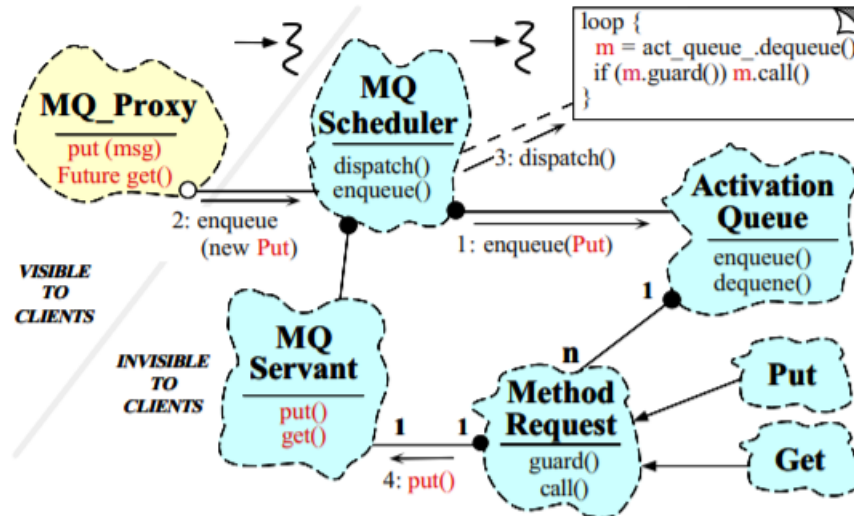 loop {
m = act_queue_.dequeue()
if (m.guard()) m.call()
}
MQ_Proxy
put (msg)
Future get()
MQ
Scheduler
dispatch()
enqueue()
3: dispatch()
2: enqueue
(new Put)
1: enqueue(Put)
Activation
Queue
enqueue()
dequene()
VISIBLE
TO
CLIENTS
INVISIBLE
TO
CLIENTS
MQ
Servant
put()
get()
1
n
Method
Request
guard()
call()
1
1
4: put()
Put
Get